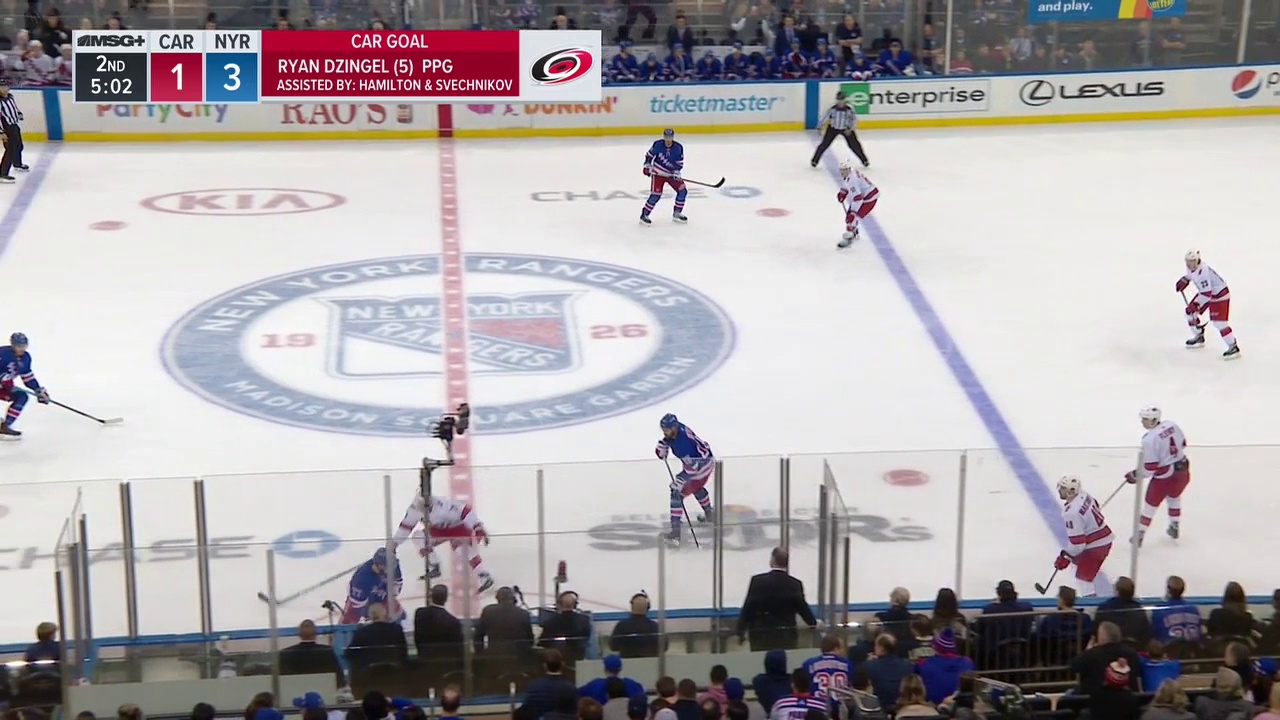 MSG+ CAR NYR
2ND
5:02
1 3
CAR GOAL
RYAN DZINGEL (5) PPG
ASSISTED BY: HAMILTON & SVECHNIKOV
and play.
Party City
RAO'S
DUNKIN'
ticketmaster
enterprise
LEXUS
pepsi
KIA
CHASE
NEW YORK RANGERS
19 26
NEW YORK
RANGERS
MADISON SQUARE GARDEN
CHASE
4